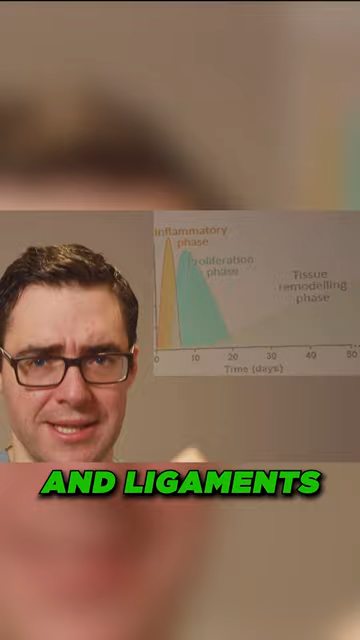 Inflammatory
phase
Proliferation
phase
Tissue
remodelling
phase
0 10 20 30 40 50
Time (days)
AND LIGAMENTS